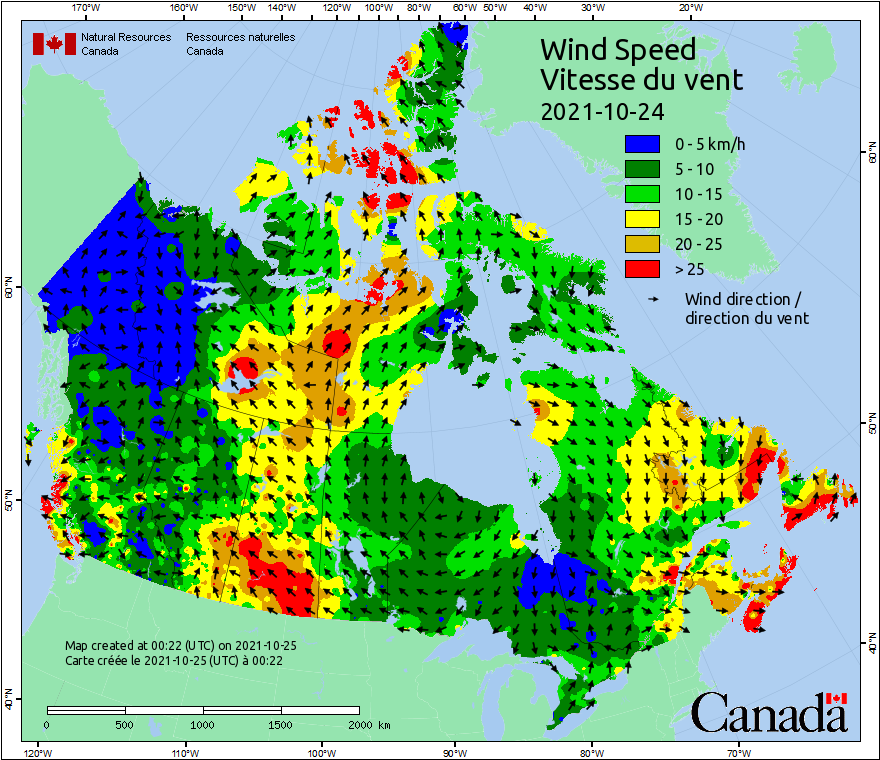 170°W 160°W 150°W 140°W 130°W 120°W 110°W 100°W 90°W 80°W 70°W 60°W 50°W 40°W 30°W 20°W
Natural Resources Canada
Ressources naturelles Canada
Wind Speed
Vitesse du vent
2021-10-24
0 - 5 km/h
5 - 10
10 - 15
15 - 20
20 - 25
> 25
Wind direction /
direction du vent
60°N
50°N
40°N
60°N
50°N
40°N
Map created at 00:22 (UTC) on 2021-10-25
Carte créée le 2021-10-25 (UTC) à 00:22
0 500 1000 1500 2000 km
Canada
120°W 110°W 100°W 90°W 80°W 70°W